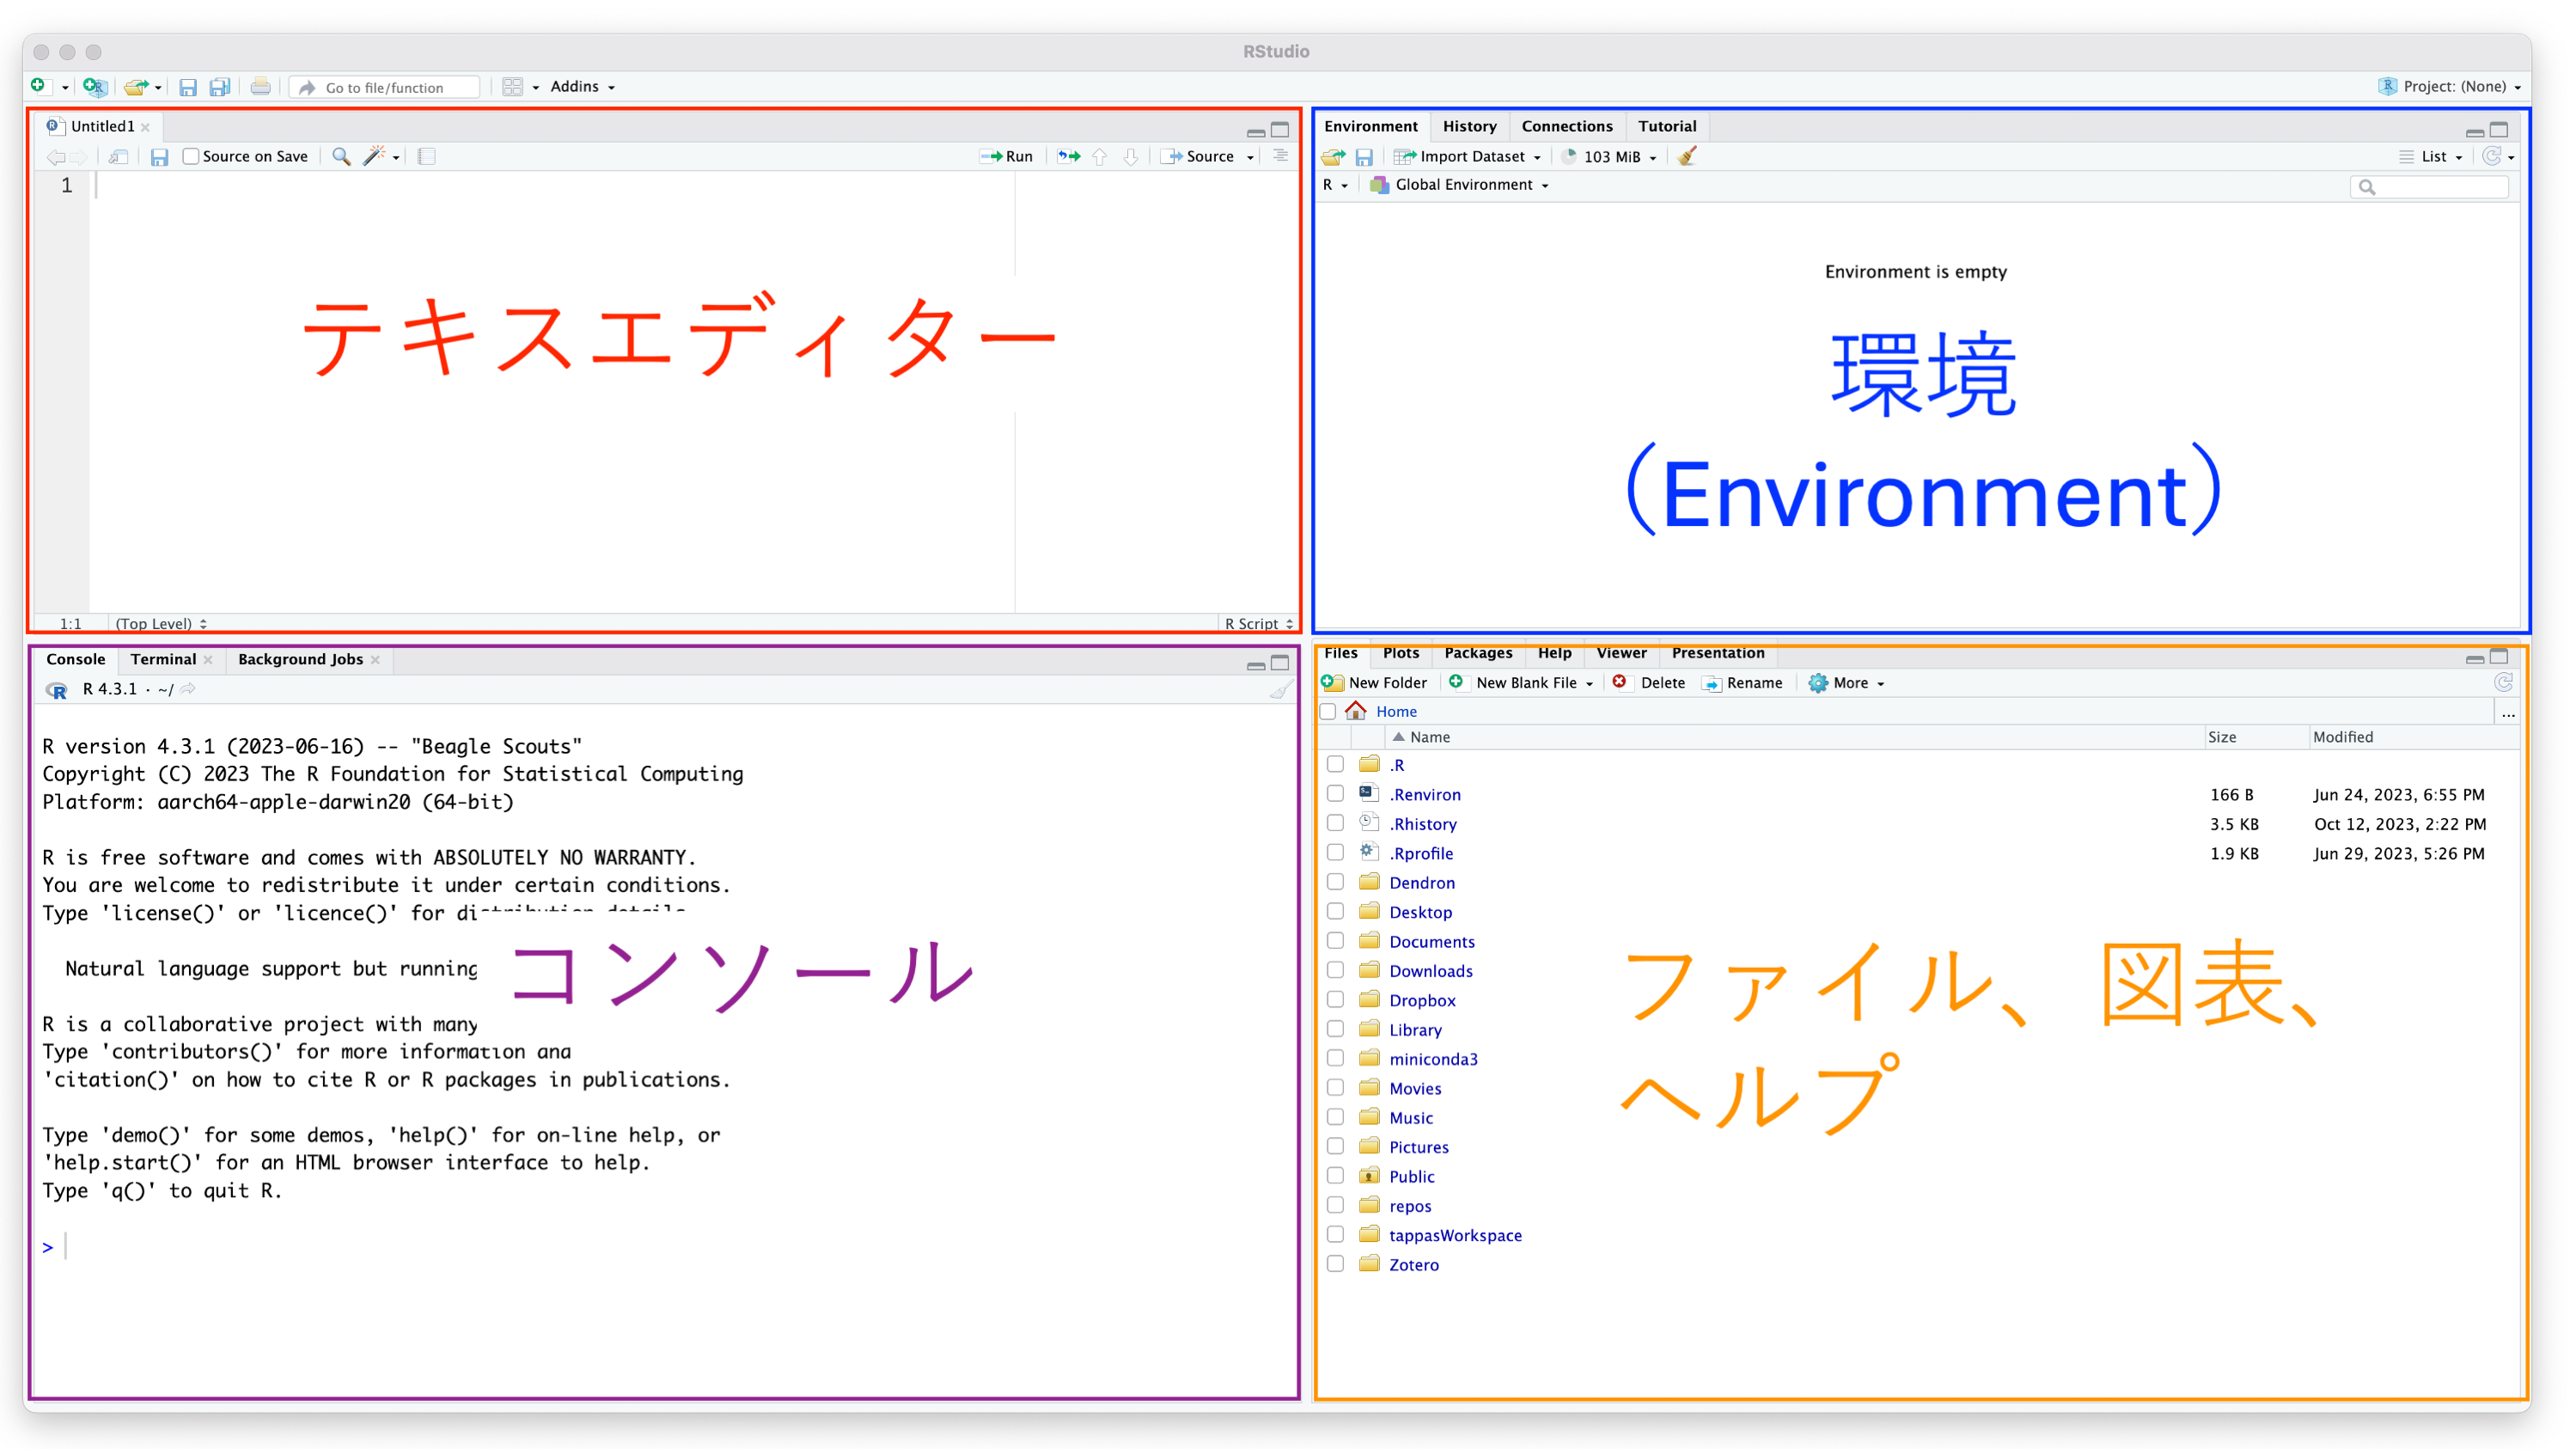 RStudio
Go to file/function Addins Project: (None)
Untitled1
Source on Save Run Source
1
テキスエディター
1:1 (Top Level) R Script
Environment History Connections Tutorial
Import Dataset 103 MiB List
R Global Environment
Environment is empty
環境
（Environment）
Console Terminal Background Jobs
R 4.3.1 · ~/
R version 4.3.1 (2023-06-16) -- "Beagle Scouts"
Copyright (C) 2023 The R Foundation for Statistical Computing
Platform: aarch64-apple-darwin20 (64-bit)
R is free software and comes with ABSOLUTELY NO WARRANTY.
You are welcome to redistribute it under certain conditions.
Type 'license()' or 'licence()' for distribution details
Natural language support but running
R is a collaborative project with many
Type 'contributors()' for more information and
'citation()' on how to cite R or R packages in publications.
Type 'demo()' for some demos, 'help()' for on-line help, or
'help.start()' for an HTML browser interface to help.
Type 'q()' to quit R.
>
コンソール
Files Plots Packages Help Viewer Presentation
New Folder New Blank File Delete Rename More
Home ...
Name Size Modified
.R
.Renviron 166 B Jun 24, 2023, 6:55 PM
.Rhistory 3.5 KB Oct 12, 2023, 2:22 PM
.Rprofile 1.9 KB Jun 29, 2023, 5:26 PM
Dendron
Desktop
Documents
Downloads
Dropbox
Library
miniconda3
Movies
Music
Pictures
Public
repos
tappasWorkspace
Zotero
ファイル、図表、
ヘルプ